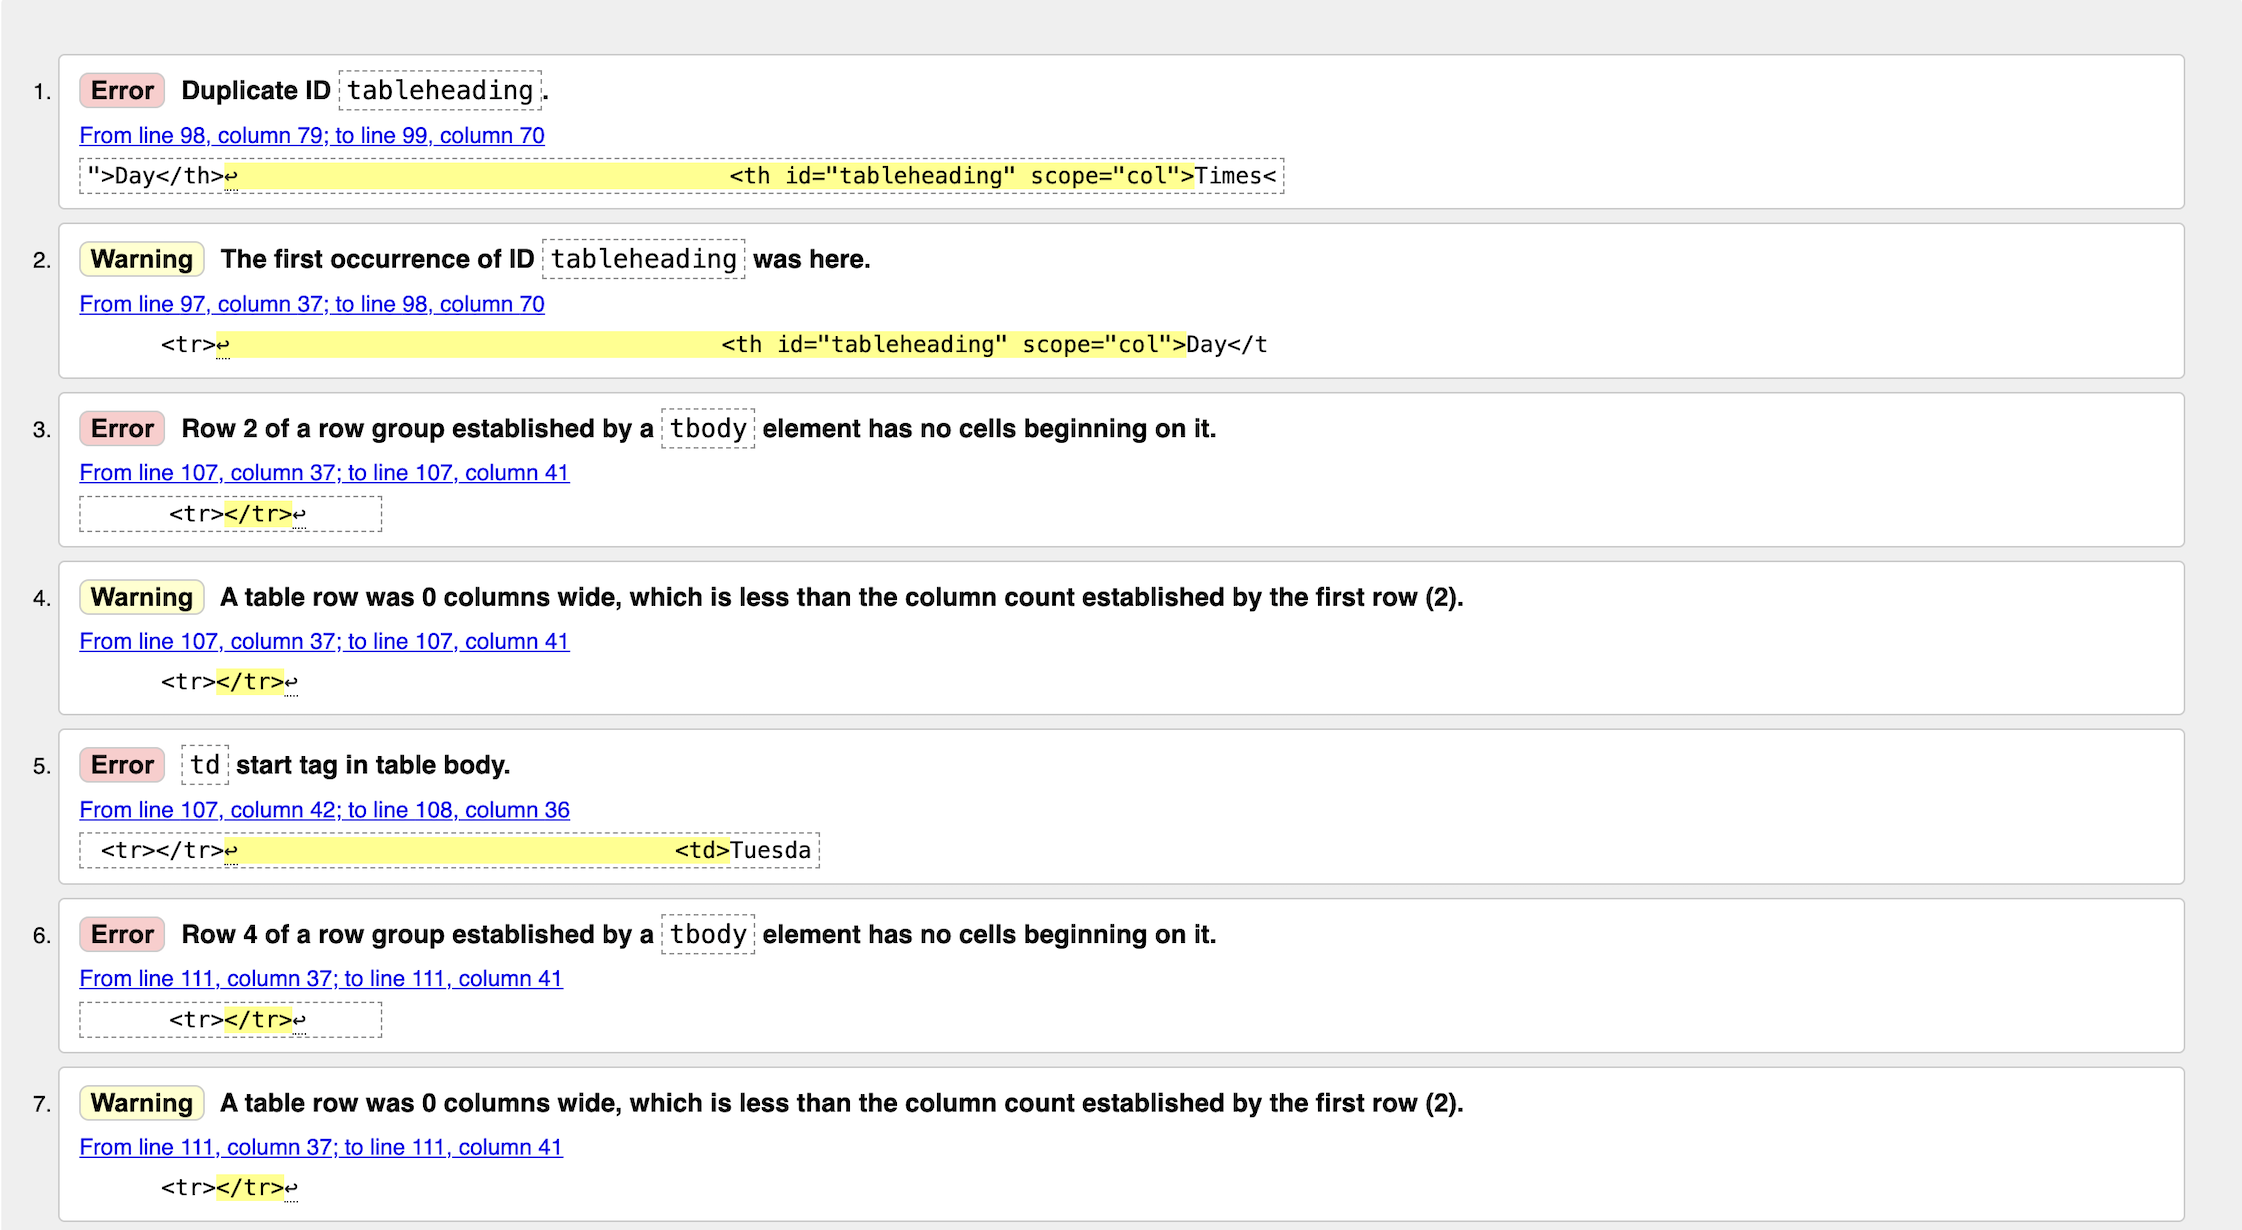 1. Error Duplicate ID tableheading.
From line 98, column 79; to line 99, column 70
">Day</th>↩ <th id="tableheading" scope="col">Times<
2. Warning The first occurrence of ID tableheading was here.
From line 97, column 37; to line 98, column 70
<tr>↩ <th id="tableheading" scope="col">Day</t
3. Error Row 2 of a row group established by a tbody element has no cells beginning on it.
From line 107, column 37; to line 107, column 41
<tr></tr>↩
4. Warning A table row was 0 columns wide, which is less than the column count established by the first row (2).
From line 107, column 37; to line 107, column 41
<tr></tr>↩
5. Error td start tag in table body.
From line 107, column 42; to line 108, column 36
<tr></tr>↩ <td>Tuesda
6. Error Row 4 of a row group established by a tbody element has no cells beginning on it.
From line 111, column 37; to line 111, column 41
<tr></tr>↩
7. Warning A table row was 0 columns wide, which is less than the column count established by the first row (2).
From line 111, column 37; to line 111, column 41
<tr></tr>↩